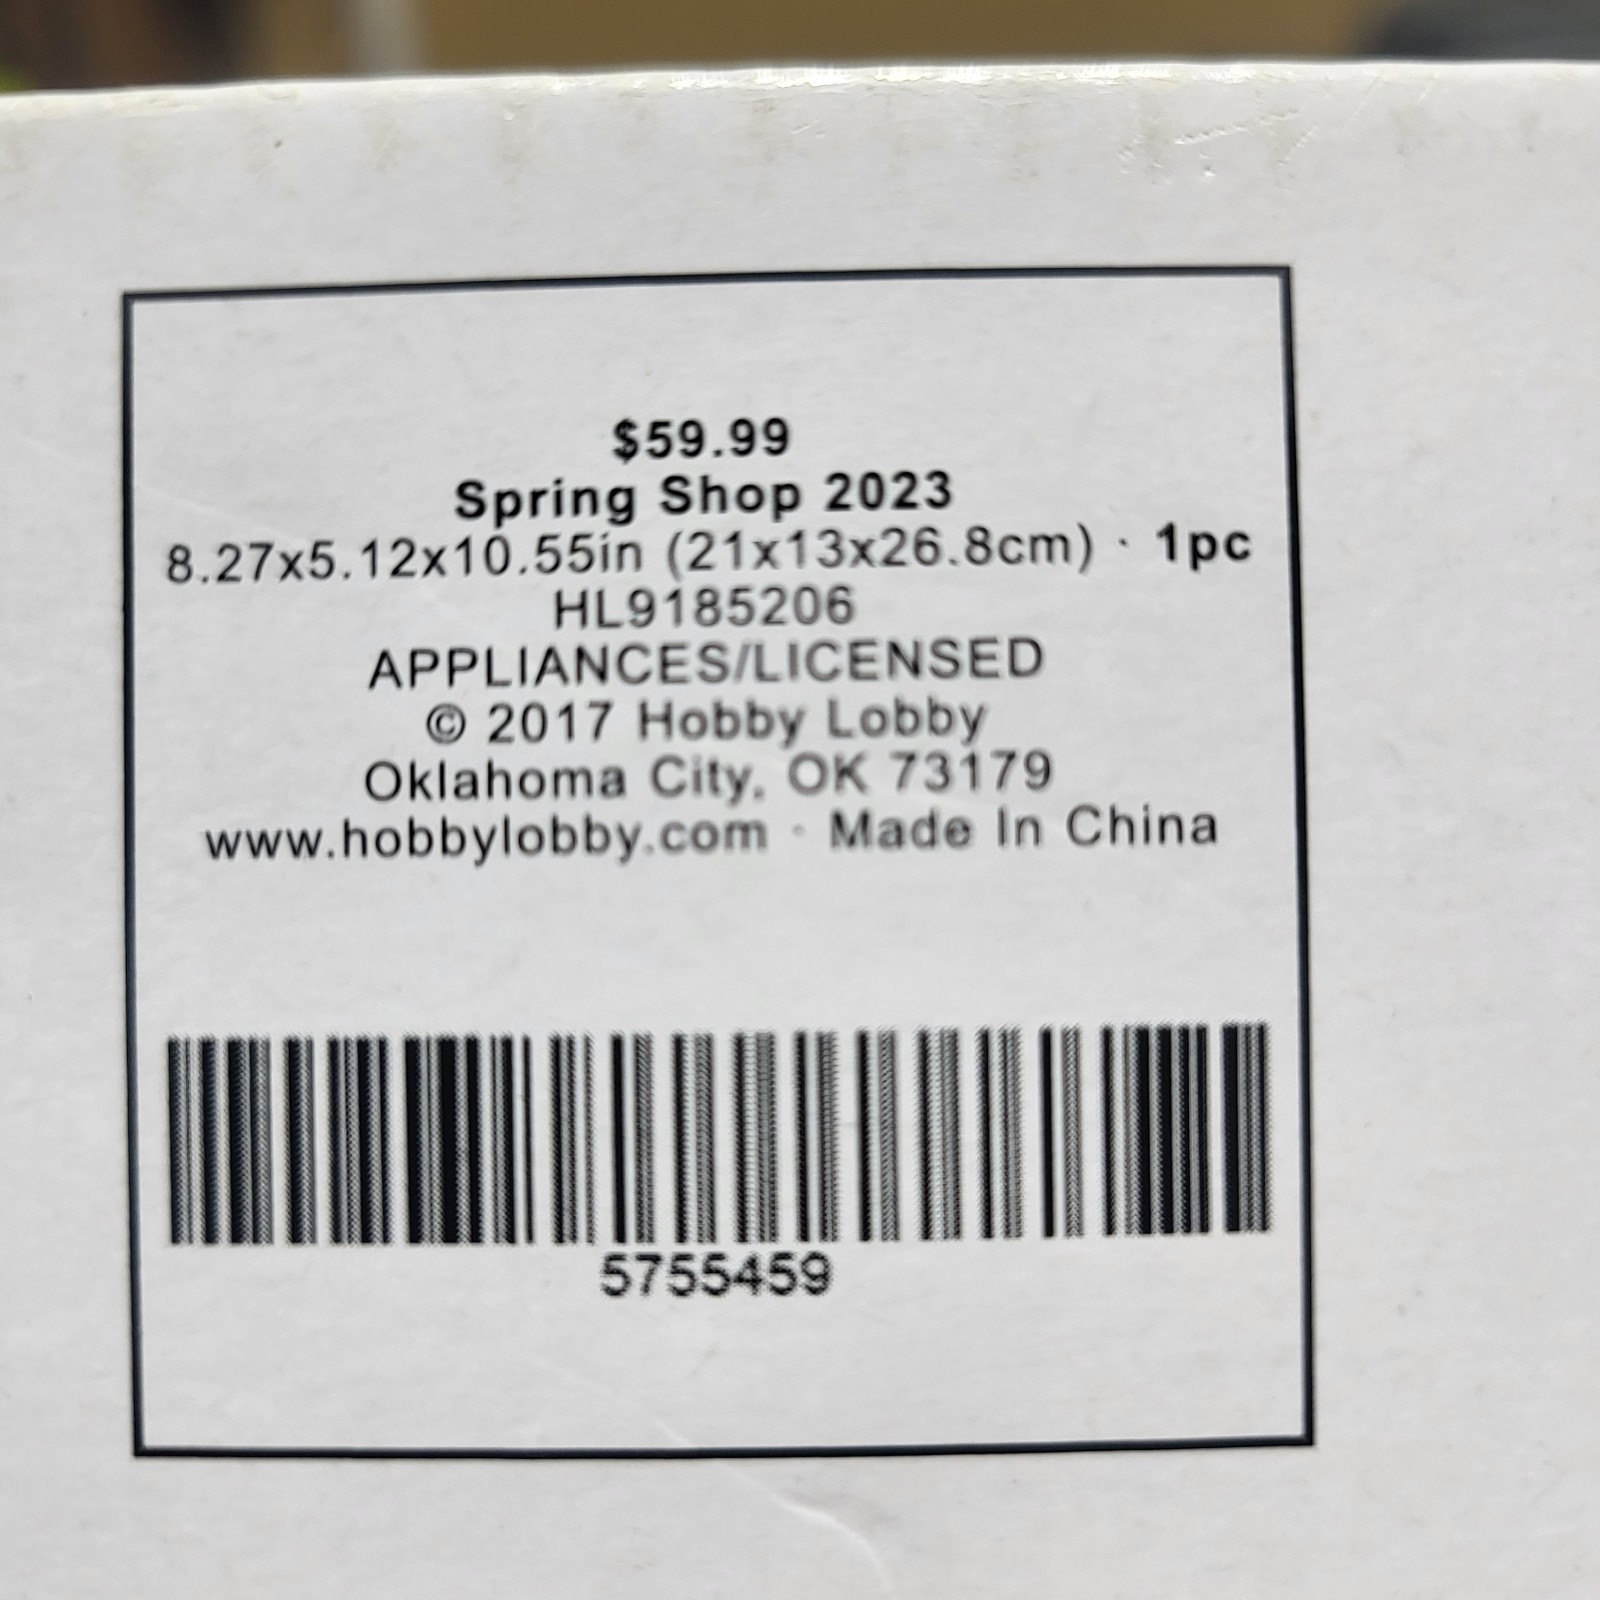 $59.99
Spring Shop 2023
8.27x5.12x10.55in (21x13x26.8cm) · 1pc
HL9185206
APPLIANCES/LICENSED
© 2017 Hobby Lobby
Oklahoma City, OK 73179
www.hobbylobby.com · Made In China
5755459